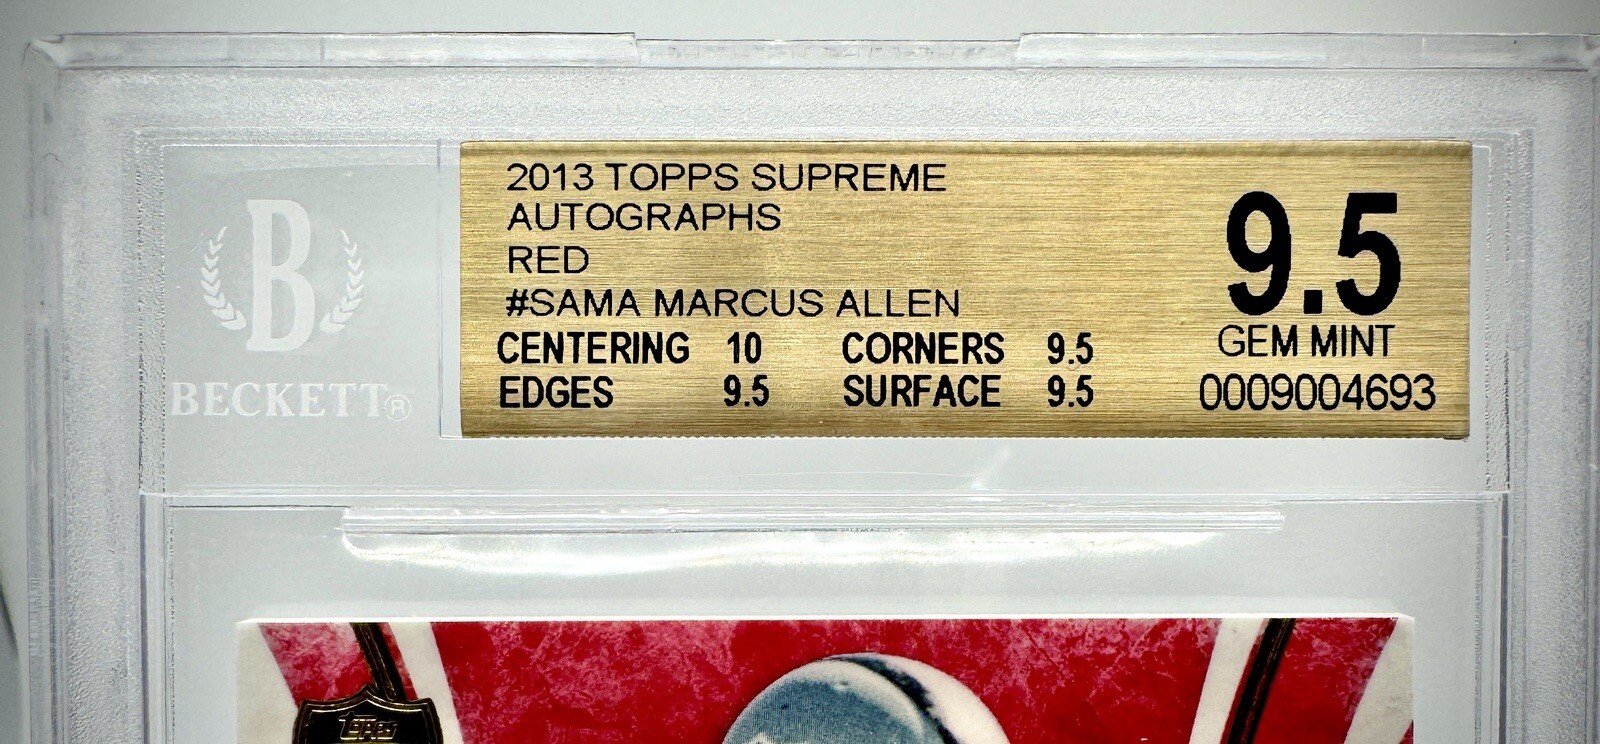 2013 TOPPS SUPREME
AUTOGRAPHS
RED
#SAMA MARCUS ALLEN
CENTERING 10 CORNERS 9.5
EDGES 9.5 SURFACE 9.5
9.5
GEM MINT
0009004693
B
BECKETT®
TOPPS